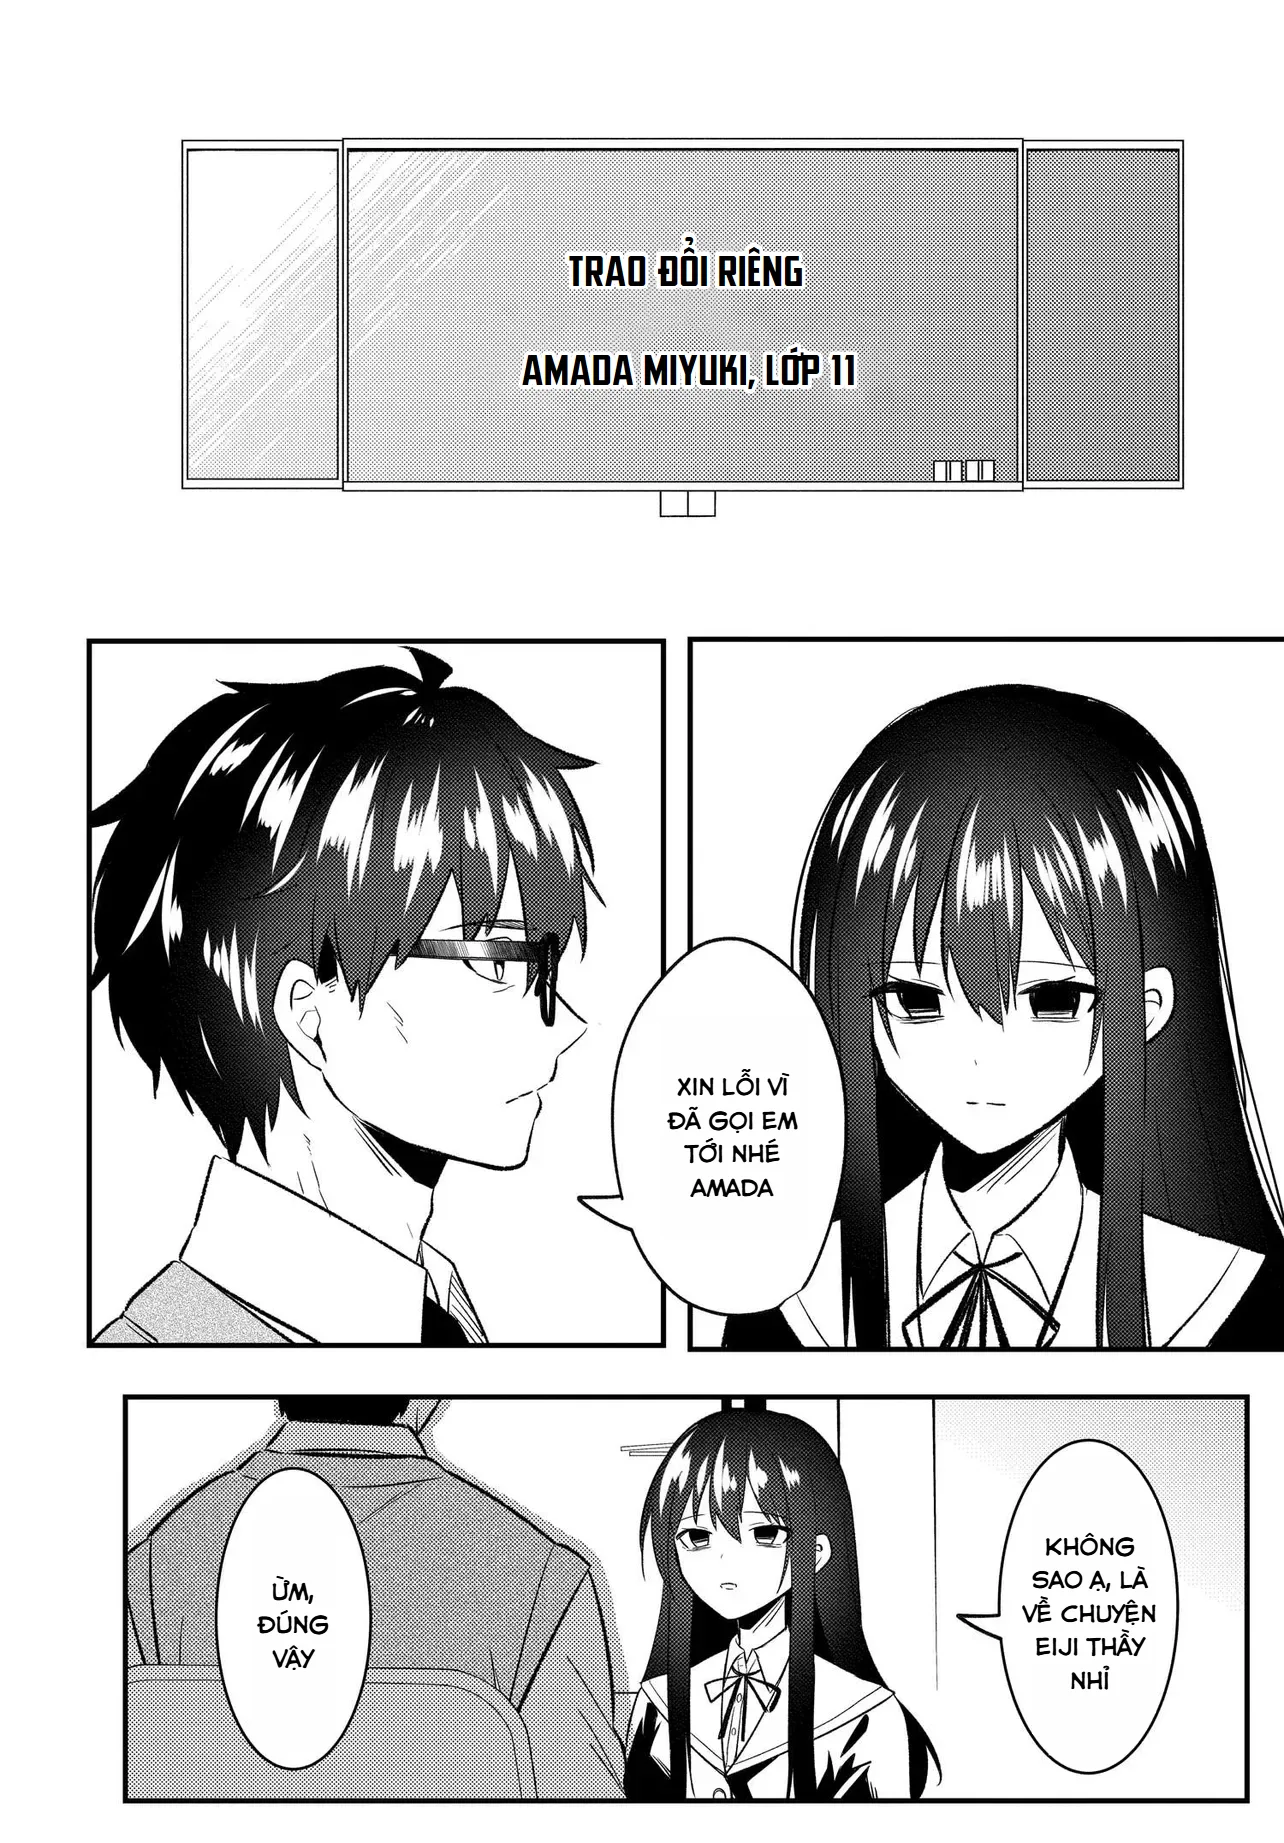 TRAO ĐỔI RIÊNG
AMADA MIYUKI, LỚP 11
XIN LỖI VÌ
ĐÃ GỌI EM
TỚI NHÉ
AMADA
KHÔNG
SAO Ạ, LÀ
VỀ CHUYỆN
EIJI THẦY
NHỈ
ỪM,
ĐÚNG
VẬY